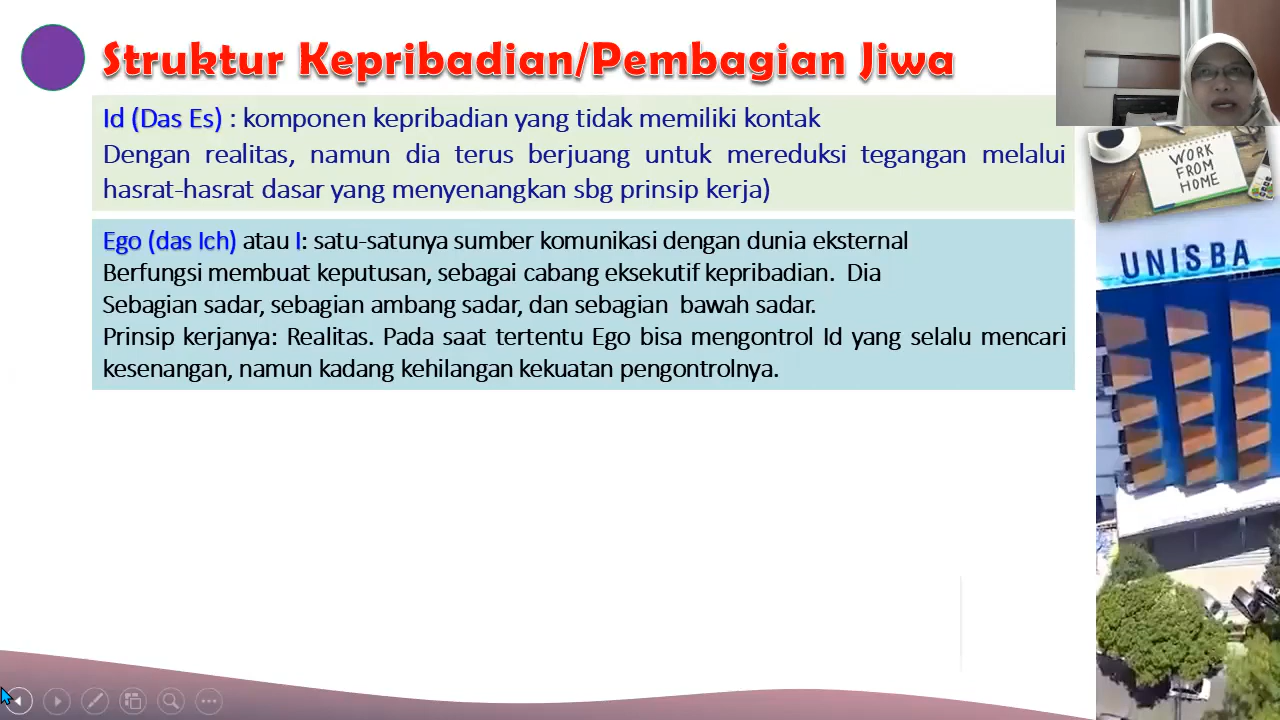 Struktur Kepribadian/Pembagian Jiwa
Id (Das Es) : komponen kepribadian yang tidak memiliki kontak
Dengan realitas, namun dia terus berjuang untuk mereduksi tegangan melalui
hasrat-hasrat dasar yang menyenangkan sbg prinsip kerja)
WORK
FROM
HOME
Ego (das Ich) atau I: satu-satunya sumber komunikasi dengan dunia eksternal
Berfungsi membuat keputusan, sebagai cabang eksekutif kepribadian. Dia
Sebagian sadar, sebagian ambang sadar, dan sebagian bawah sadar.
Prinsip kerjanya: Realitas. Pada saat tertentu Ego bisa mengontrol Id yang selalu mencari
kesenangan, namun kadang kehilangan kekuatan pengontrolnya.
UNISBA